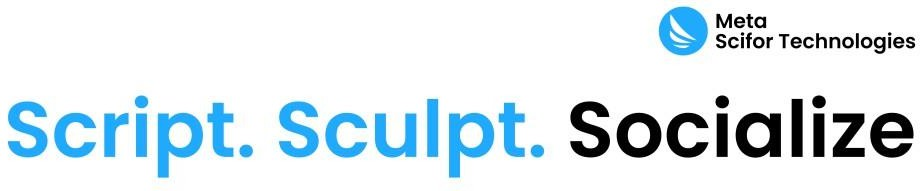 Meta
Scifor Technologies
Script. Sculpt. Socialize